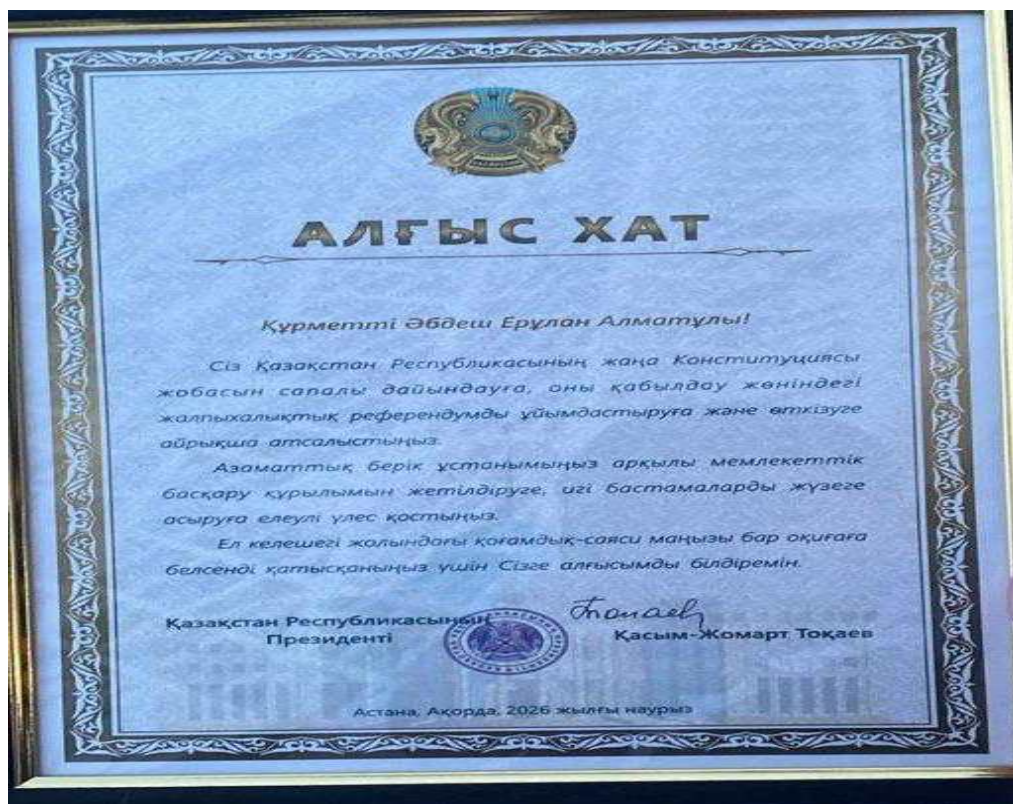 АЛҒЫС ХАТ
Құрметті Әбдеш Ерұлан Алматұлы!
Сіз Қазақстан Республикасының жаңа Конституциясы
жобасын сапалы дайындауға, оны қабылдау жөніндегі
жалпыхалықтық референдумды ұйымдастыруға және өткізуге
айрықша атсалыстыңыз.
Азаматтық берік ұстанымыңыз арқылы мемлекеттік
басқару құрылымын жетілдіруге, игі бастамаларды жүзеге
асыруға елеулі үлес қостыңыз.
Ел келешегі жолындағы қоғамдық-саяси маңызы бар оқиғаға
белсенді қатысқаныңыз үшін Сізге алғысымды білдіремін.
Қазақстан Республикасының
Президенті
Қасым-Жомарт Тоқаев
Астана, Ақорда, 2026 жылғы наурыз